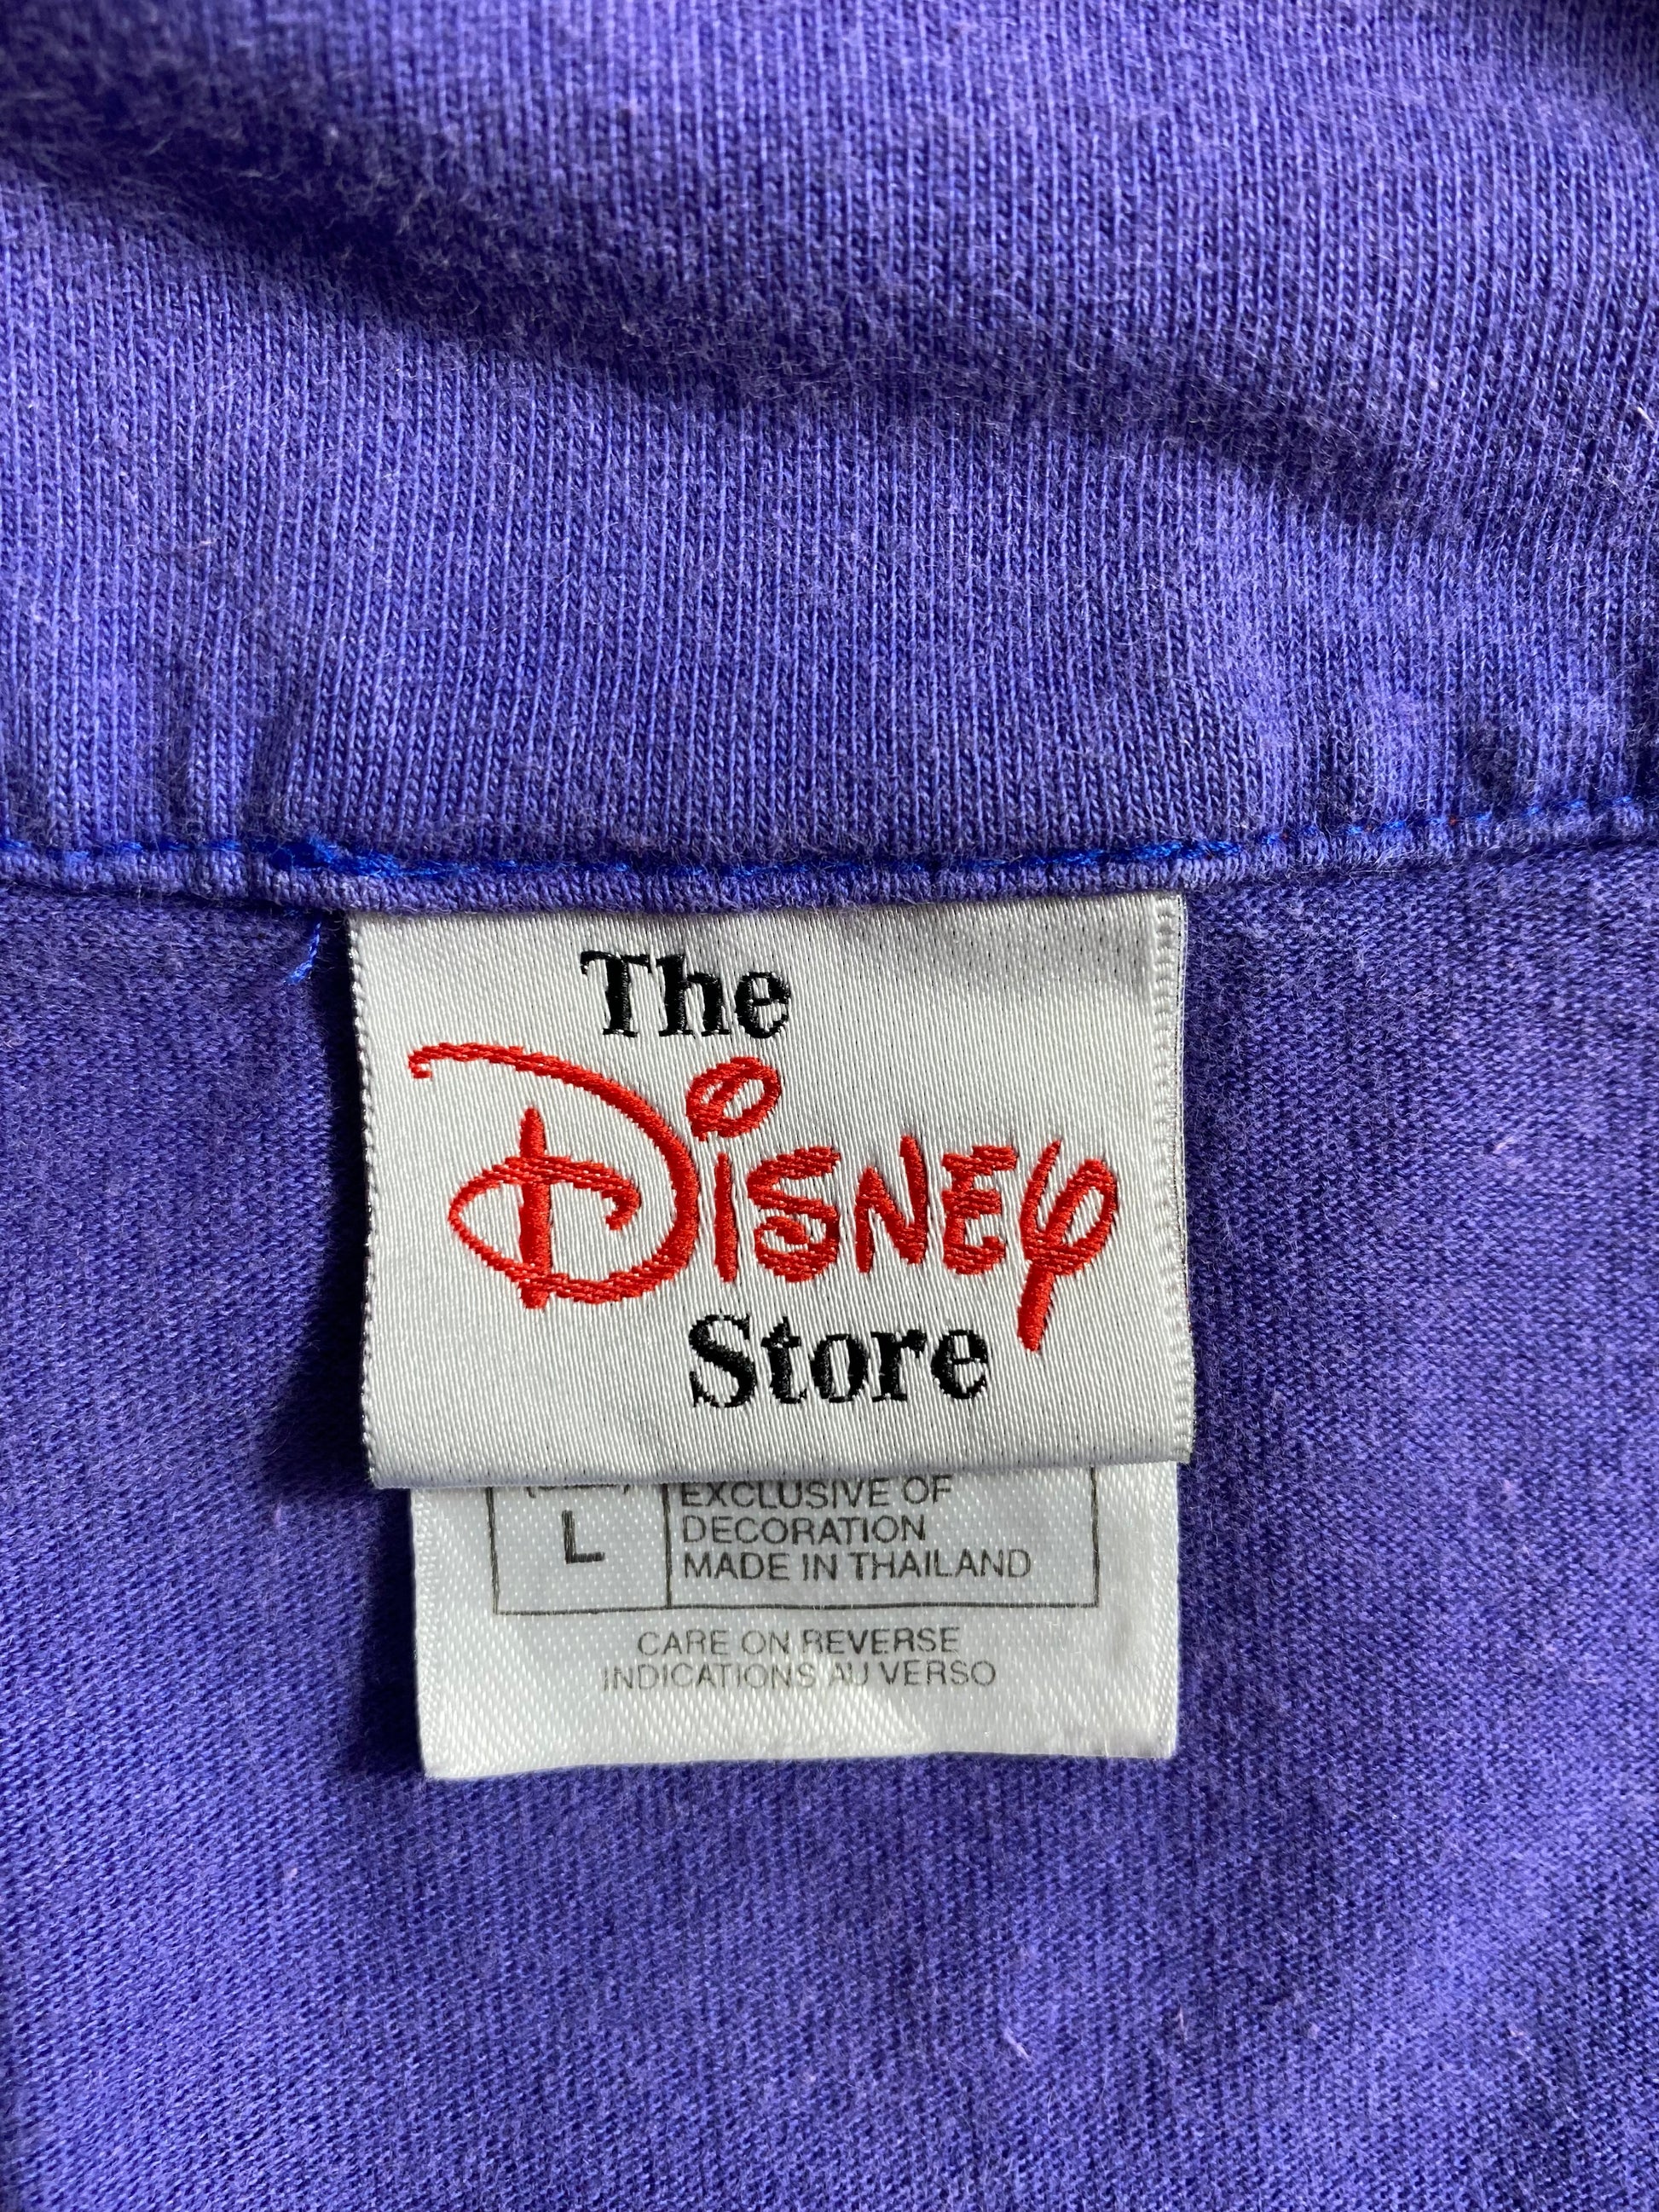 The
Disney
Store
EXCLUSIVE OF
L DECORATION
MADE IN THAILAND
CARE ON REVERSE
INDICATIONS AU VERSO